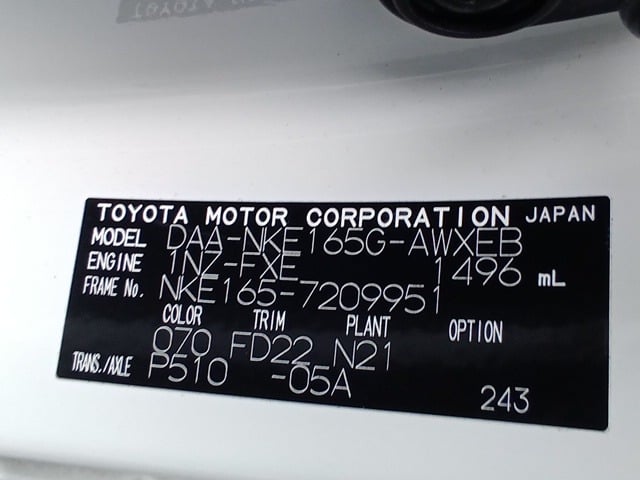 TOYOTA MOTOR CORPORATION JAPAN
MODEL DAA-NKE165G-AWXEB
ENGINE 1NZ-FXE 1496 mL
FRAME No. NKE165-7209951
COLOR TRIM PLANT OPTION
070 FD22 N21
TRANS./AXLE P510 -05A
243